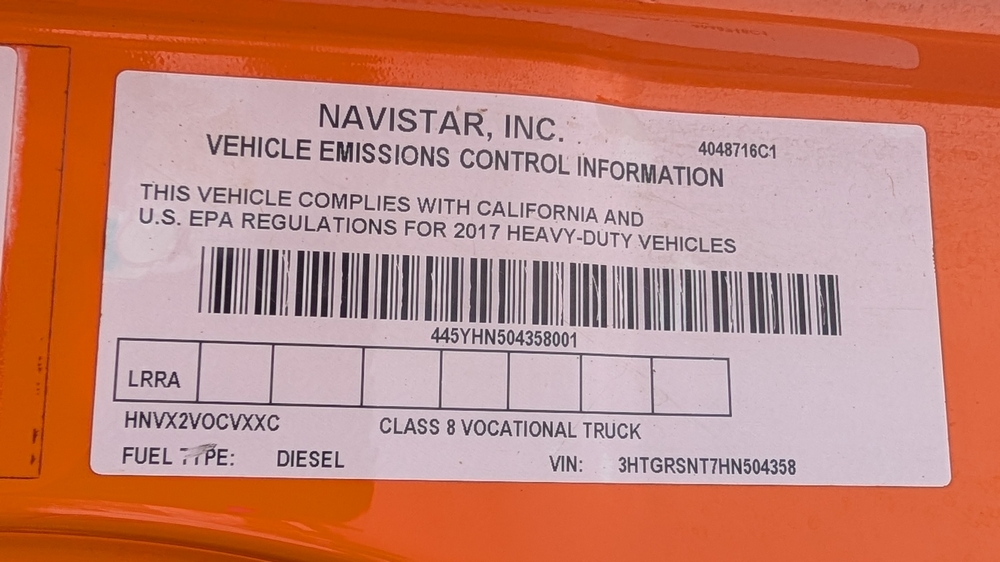 NAVISTAR, INC.
4048716C1
VEHICLE EMISSIONS CONTROL INFORMATION
THIS VEHICLE COMPLIES WITH CALIFORNIA AND
U.S. EPA REGULATIONS FOR 2017 HEAVY-DUTY VEHICLES
445YHN504358001
LRRA
HNVX2VOCVXXC CLASS 8 VOCATIONAL TRUCK
FUEL TYPE: DIESEL VIN: 3HTGRSNT7HN504358